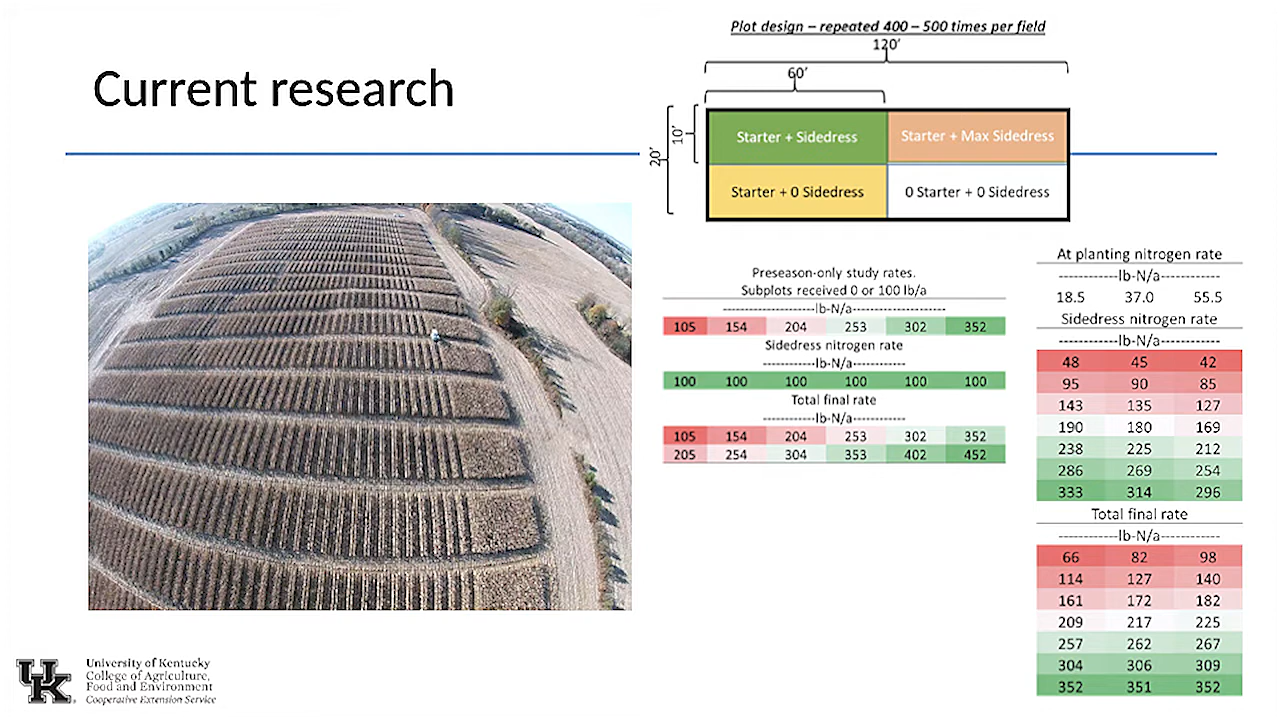 Current research
Plot design – repeated 400 – 500 times per field
120’
60’
20’
10’
Starter + Sidedress
Starter + Max Sidedress
Starter + 0 Sidedress
0 Starter + 0 Sidedress
Preseason-only study rates.
Subplots received 0 or 100 lb/a
----------------------lb-N/a----------------------
105 154 204 253 302 352
Sidedress nitrogen rate
-------------lb-N/a------------
100 100 100 100 100 100
Total final rate
-------------lb-N/a------------
105 154 204 253 302 352
205 254 304 353 402 452
At planting nitrogen rate
------------lb-N/a------------
18.5 37.0 55.5
Sidedress nitrogen rate
------------lb-N/a------------
48 45 42
95 90 85
143 135 127
190 180 169
238 225 212
286 269 254
333 314 296
Total final rate
------------lb-N/a------------
66 82 98
114 127 140
161 172 182
209 217 225
257 262 267
304 306 309
352 351 352
UK
University of Kentucky
College of Agriculture,
Food and Environment
Cooperative Extension Service